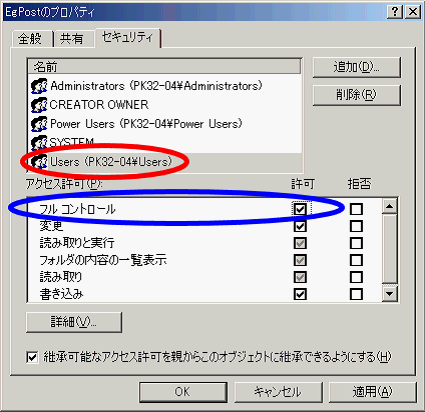 EgPostのプロパティ
全般 共有 セキュリティ
名前
追加(D)...
Administrators (PK32-04¥Administrators)
削除(R)
CREATOR OWNER
Power Users (PK32-04¥Power Users)
SYSTEM
Users (PK32-04¥Users)
アクセス許可(P): 許可 拒否
フル コントロール
変更
読み取りと実行
フォルダの内容の一覧表示
読み取り
書き込み
詳細(V)...
継承可能なアクセス許可を親からこのオブジェクトに継承できるようにする(H)
OK キャンセル 適用(A)